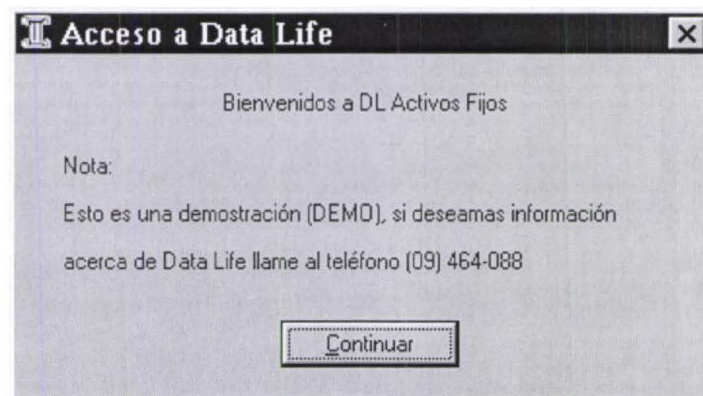 Acceso a Data Life
Bienvenidos a DL Activos Fijos
Nota:
Esto es una demostración (DEMO), si deseamas información
acerca de Data Life llame al teléfono (09) 464-088
Continuar